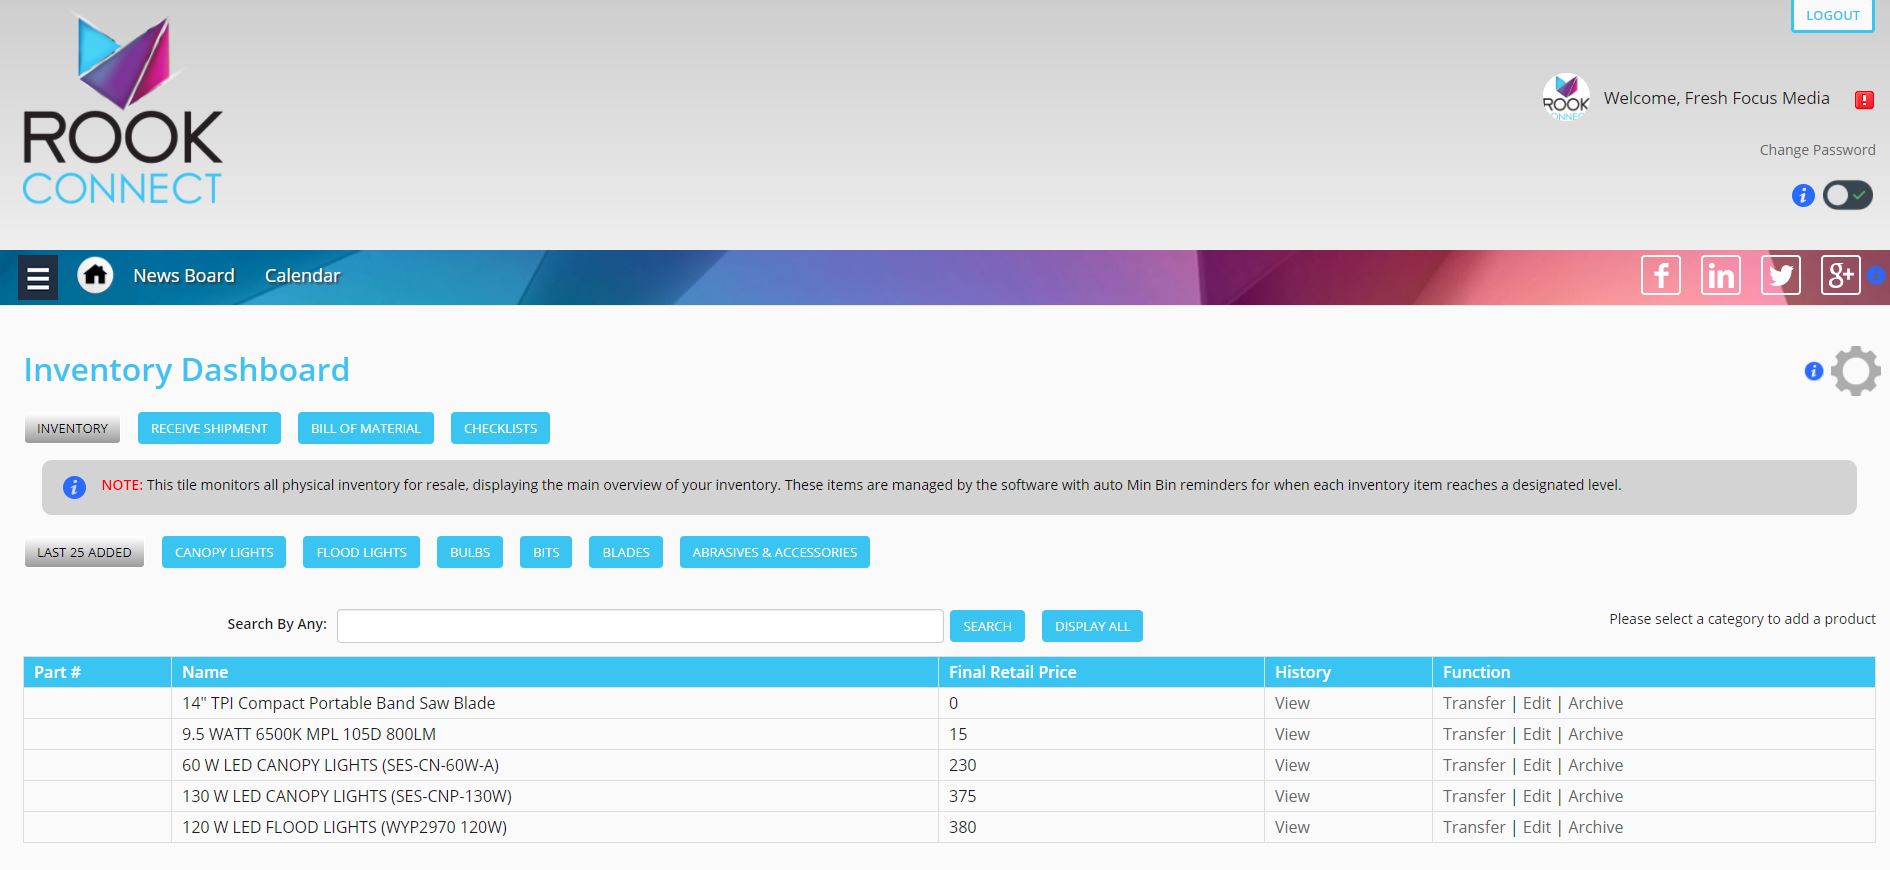 LOGOUT
ROOK
CONNECT
ROOK
CONNECT
Welcome, Fresh Focus Media
Change Password
News Board Calendar
Inventory Dashboard
INVENTORY RECEIVE SHIPMENT BILL OF MATERIAL CHECKLISTS
NOTE: This tile monitors all physical inventory for resale, displaying the main overview of your inventory. These items are managed by the software with auto Min Bin reminders for when each inventory item reaches a designated level.
LAST 25 ADDED CANOPY LIGHTS FLOOD LIGHTS BULBS BITS BLADES ABRASIVES & ACCESSORIES
Search By Any: SEARCH DISPLAY ALL Please select a category to add a product
Part # Name Final Retail Price History Function
14" TPI Compact Portable Band Saw Blade 0 View Transfer | Edit | Archive
9.5 WATT 6500K MPL 105D 800LM 15 View Transfer | Edit | Archive
60 W LED CANOPY LIGHTS (SES-CN-60W-A) 230 View Transfer | Edit | Archive
130 W LED CANOPY LIGHTS (SES-CNP-130W) 375 View Transfer | Edit | Archive
120 W LED FLOOD LIGHTS (WYP2970 120W) 380 View Transfer | Edit | Archive